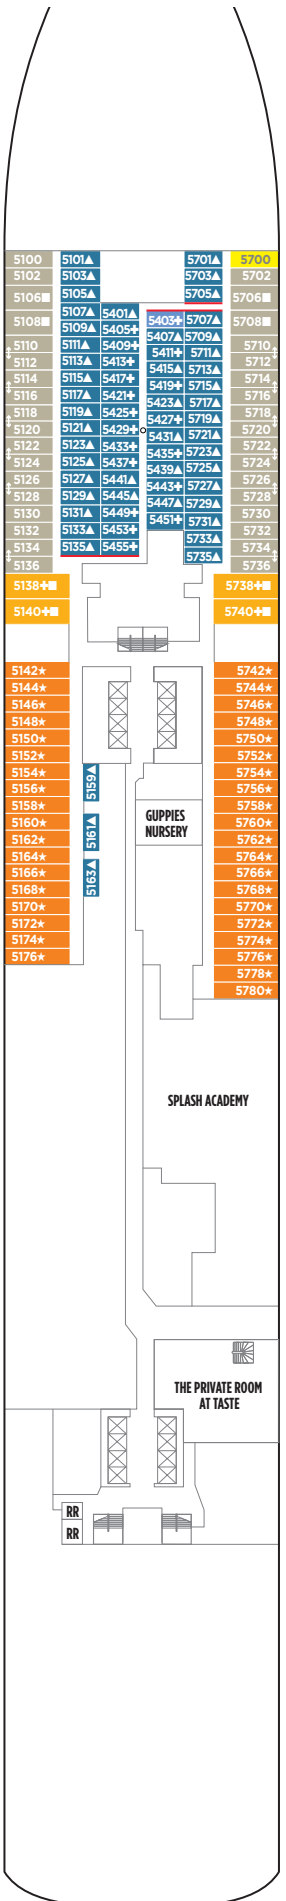 5100 5101▲ 5701▲ 5700
5102 5103▲ 5703▲ 5702
5106■ 5105▲ 5705▲ 5706■
5108■ 5107▲ 5401▲ 5403✚ 5707▲ 5708■
5109▲ 5405✚ 5407▲ 5709▲
5110 5111▲ 5409✚ 5411✚ 5711▲ 5710
5112 5113▲ 5413✚ 5415▲ 5713▲ 5712
5114 5115▲ 5417✚ 5419✚ 5715▲ 5714
5116 5117▲ 5421✚ 5423▲ 5717▲ 5716
5118 5119▲ 5425✚ 5427✚ 5719▲ 5718
5120 5121▲ 5429✚ 5431▲ 5721▲ 5720
5122 5123▲ 5433✚ 5435✚ 5723▲ 5722
5124 5125▲ 5437✚ 5439▲ 5725▲ 5724
5126 5127▲ 5441▲ 5443✚ 5727▲ 5726
5128 5129▲ 5445▲ 5447▲ 5729▲ 5728
5130 5131▲ 5449✚ 5451✚ 5731▲ 5730
5132 5133▲ 5453✚ 5733▲ 5732
5134 5135▲ 5455✚ 5735▲ 5734
5136 5736
5138✚■ 5738✚■
5140✚■ 5740✚■
5142★ 5742★
5144★ 5744★
5146★ 5746★
5148★ 5748★
5150★ 5750★
5152★ 5752★
5154★ 5159▲ 5754★
5156★ 5756★
5158★ 5758★
GUPPIES
NURSERY
5160★ 5161▲ 5760★
5162★ 5762★
5164★ 5764★
5166★ 5163▲ 5766★
5168★ 5768★
5170★ 5770★
5172★ 5772★
5174★ 5774★
5176★ 5776★
5778★
5780★
SPLASH ACADEMY
THE PRIVATE ROOM
AT TASTE
RR
RR